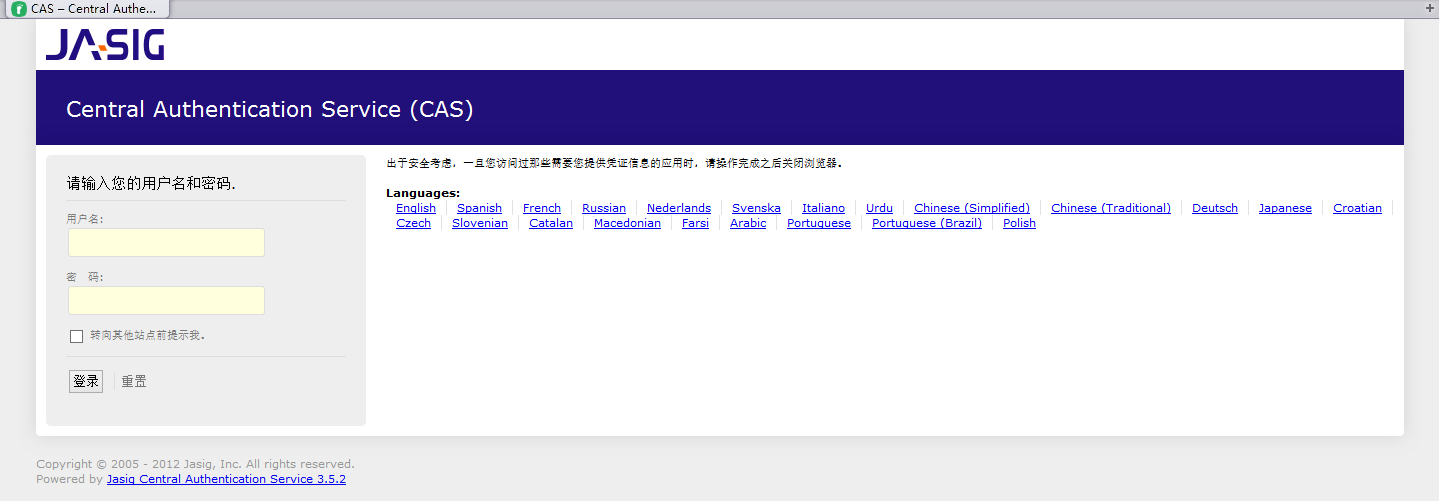 CAS – Central Authe...
JASIG
Central Authentication Service (CAS)
请输入您的用户名和密码.
用户名:
密 码:
转向其他站点前提示我。
登录 重置
出于安全考虑，一旦您访问过那些需要您提供凭证信息的应用时，请操作完成之后关闭浏览器。
Languages:
English Spanish French Russian Nederlands Svenska Italiano Urdu Chinese (Simplified) Chinese (Traditional) Deutsch Japanese Croatian
Czech Slovenian Catalan Macedonian Farsi Arabic Portuguese Portuguese (Brazil) Polish
Copyright © 2005 - 2012 Jasig, Inc. All rights reserved.
Powered by Jasig Central Authentication Service 3.5.2